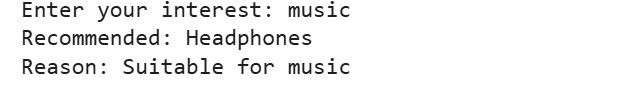 Enter your interest: music
Recommended: Headphones
Reason: Suitable for music